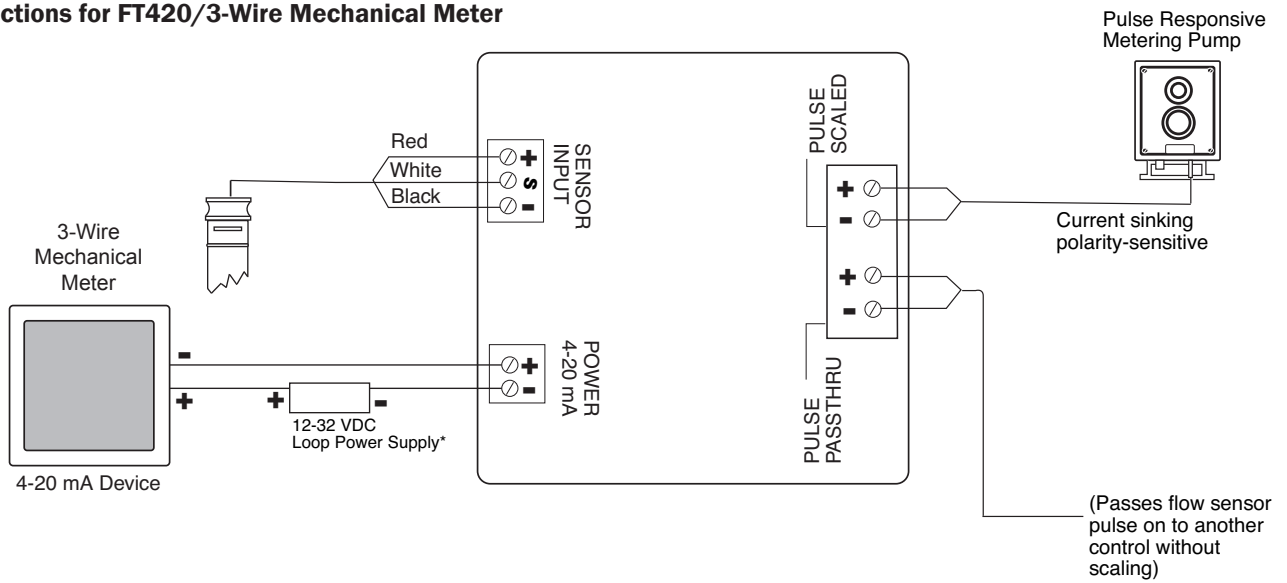 ctions for FT420/3-Wire Mechanical Meter
Pulse Responsive
Metering Pump
PULSE
SCALED
Red
White
Black
+
S
-
SENSOR
INPUT
+
-
+
-
Current sinking
polarity-sensitive
3-Wire
Mechanical
Meter
-
+
+
-
12-32 VDC
Loop Power Supply*
+
-
POWER
4-20 mA
PULSE
PASSTHRU
4-20 mA Device
(Passes flow sensor
pulse on to another
control without
scaling)